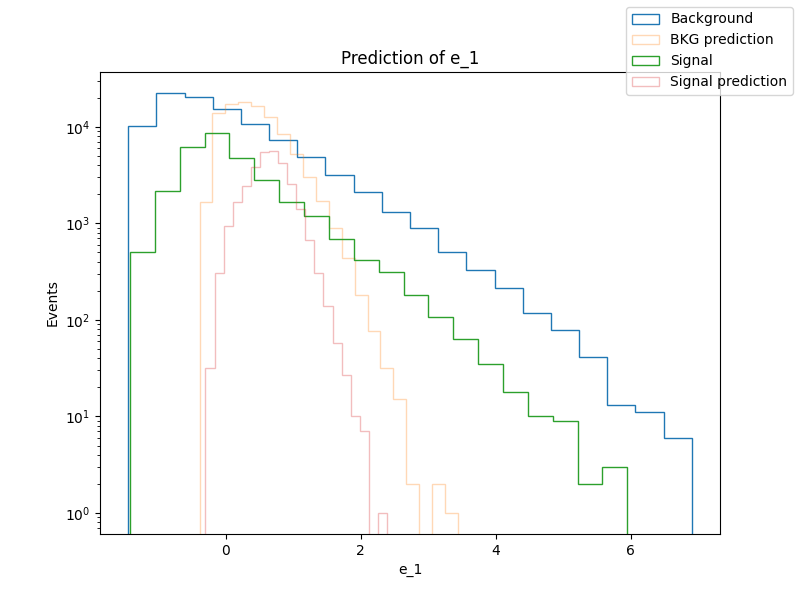 Prediction of e_1
Background
BKG prediction
Signal
Signal prediction
Events
10^4
10^3
10^2
10^1
10^0
0 2 4 6
e_1